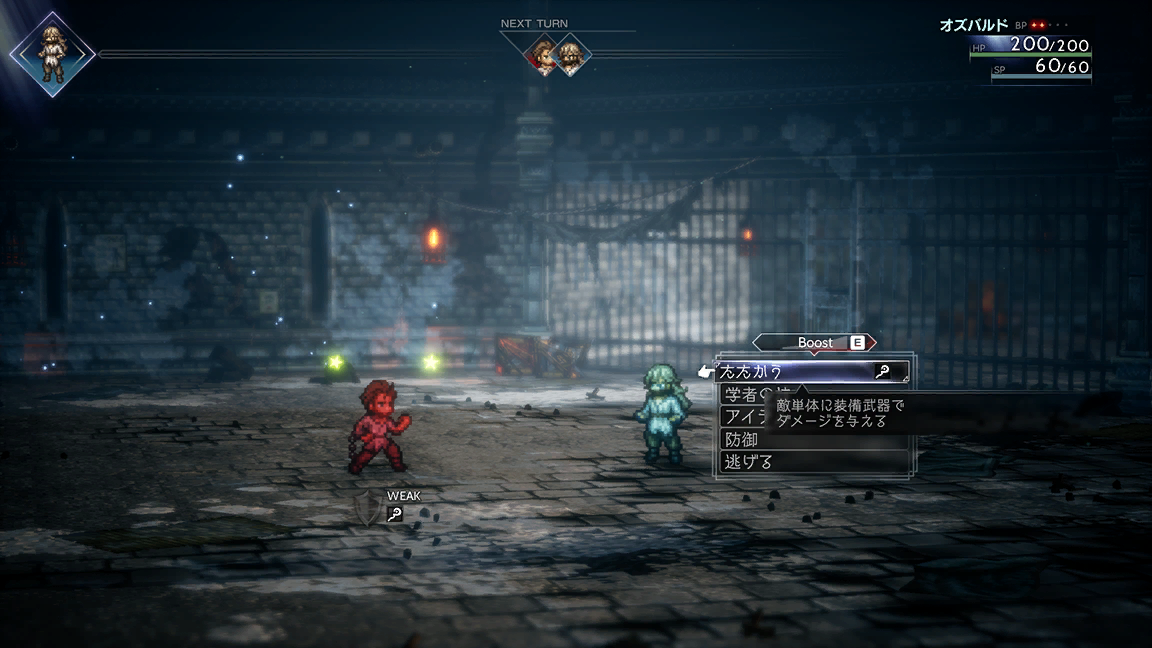 NEXT TURN
オズバルド BP
HP 200/200
SP 60/60
Boost E
たたかう
学者の
アイテ
防御
逃げる
敵単体に装備武器で
ダメージを与える
WEAK